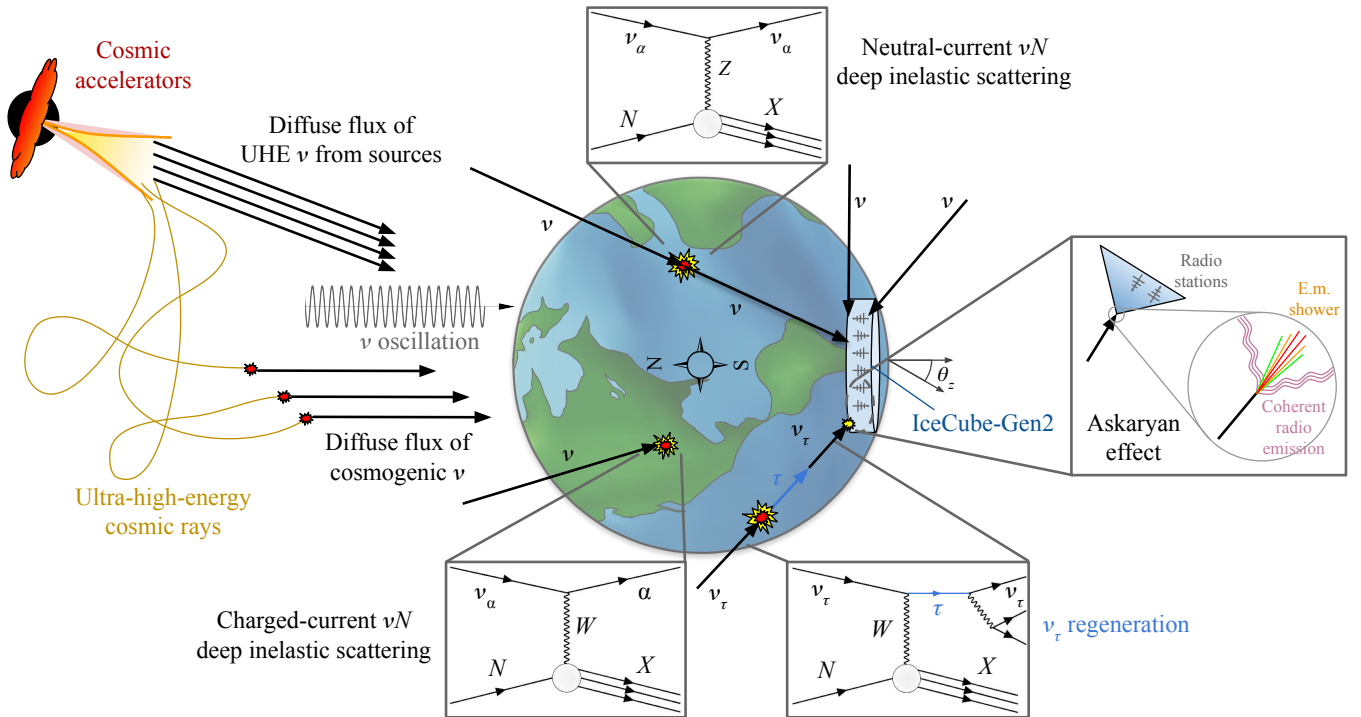 Cosmic
accelerators
Diffuse flux of
UHE ν from sources
ν oscillation
Diffuse flux of
cosmogenic ν
Ultra-high-energy
cosmic rays
ν_α
ν_α
Z
N
X
Neutral-current νN
deep inelastic scattering
ν
ν
ν
ν
ν
N
S
θ_z
IceCube-Gen2
ν_τ
τ
ν_τ
Radio
stations
E.m.
shower
Coherent
radio
emission
Askaryan
effect
Charged-current νN
deep inelastic scattering
ν_α
α
W
N
X
ν_τ
τ
ν_τ
W
N
X
ν_τ regeneration